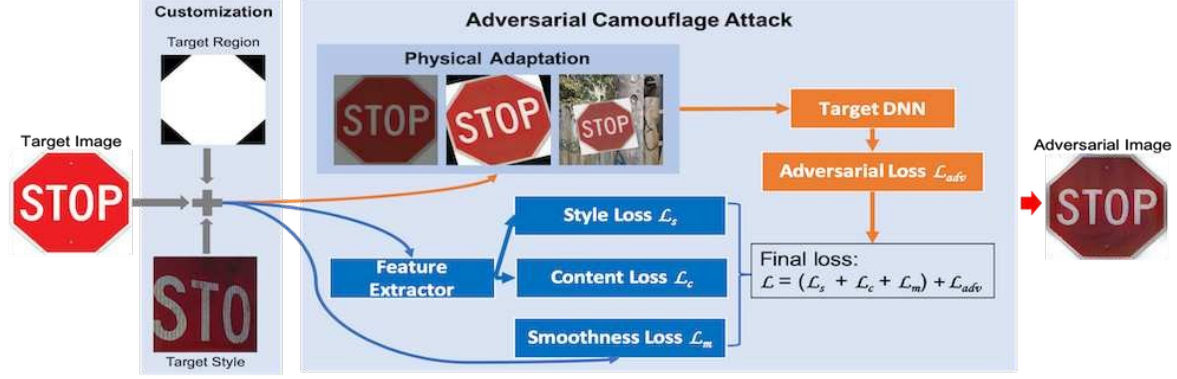 Customization
Target Region
Target Image
STOP
STO
Target Style
Adversarial Camouflage Attack
Physical Adaptation
STOP
STOP
STOP
Target DNN
Adversarial Loss ℒadv
Style Loss ℒs
Feature
Extractor
Content Loss ℒc
Smoothness Loss ℒm
Final loss:
ℒ = (ℒs + ℒc + ℒm) + ℒadv
Adversarial Image
STOP